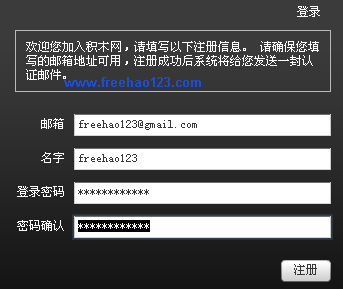 登录
欢迎您加入积木网，请填写以下注册信息。 请确保您填
写的邮箱地址可用，注册成功后系统将给您发送一封认
证邮件。
www.freehao123.com
邮箱 freehao123@gmail.com
名字 freehao123
登录密码 ************
密码确认 ************
注册